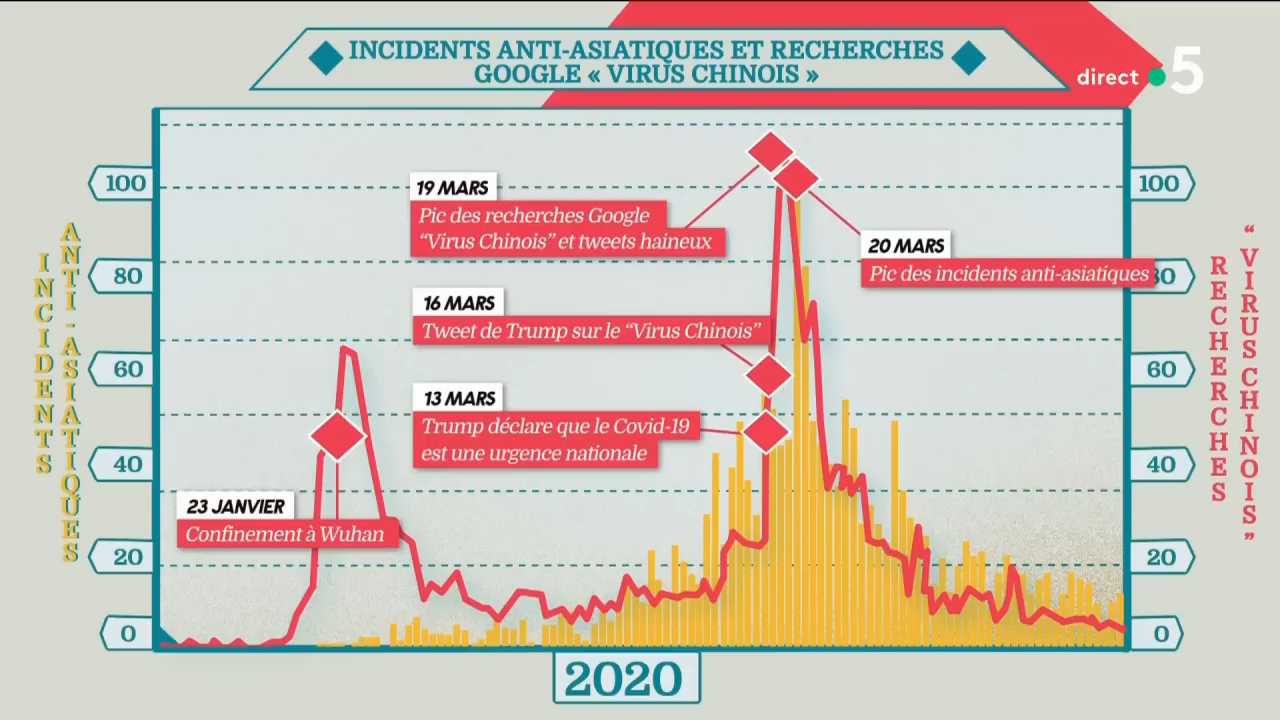 INCIDENTS ANTI-ASIATIQUES ET RECHERCHES
GOOGLE « VIRUS CHINOIS »
direct 5
100
80
60
40
20
0
INCIDENTS
ANTI-ASIATIQUES
19 MARS
Pic des recherches Google
“Virus Chinois” et tweets haineux
20 MARS
Pic des incidents anti-asiatiques
16 MARS
Tweet de Trump sur le “Virus Chinois”
13 MARS
Trump déclare que le Covid-19
est une urgence nationale
23 JANVIER
Confinement à Wuhan
100
80
60
40
20
0
RECHERCHES
“VIRUS CHINOIS”
2020